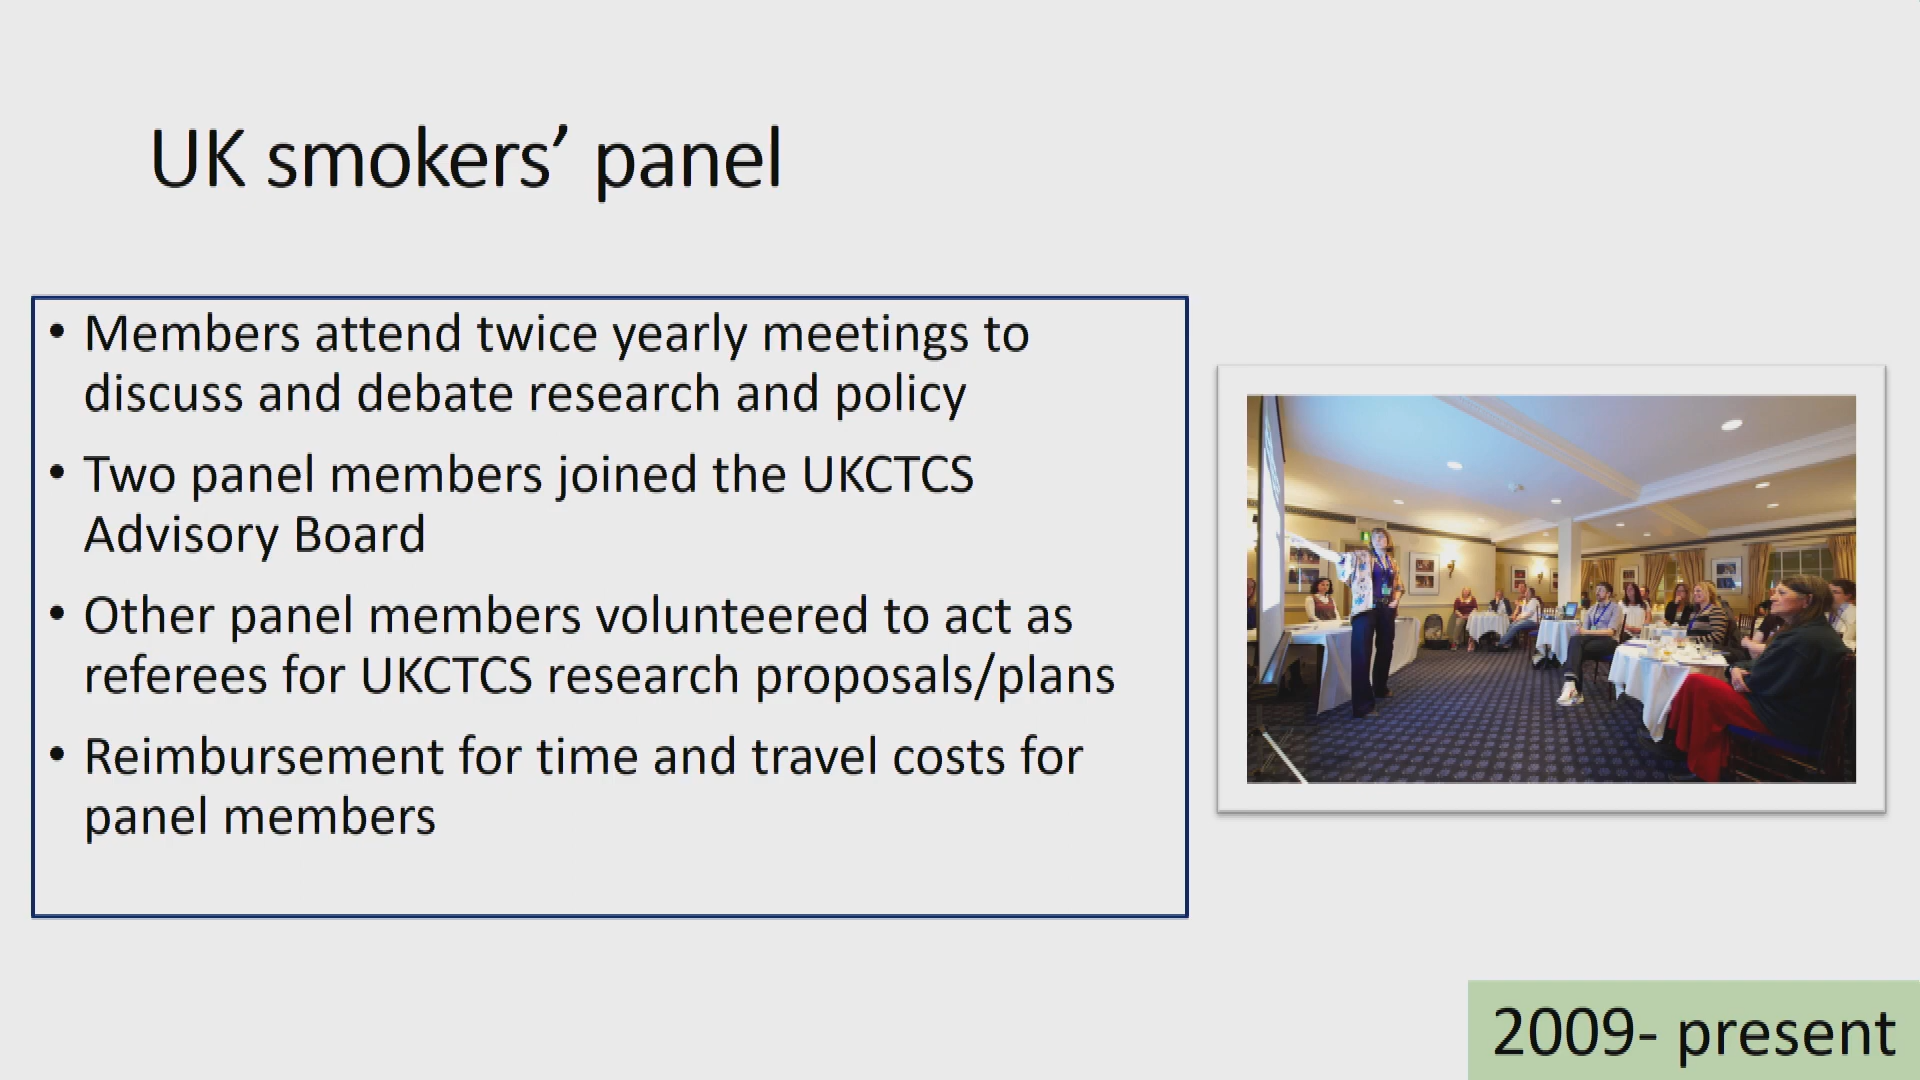 UK smokers’ panel
• Members attend twice yearly meetings to
discuss and debate research and policy
• Two panel members joined the UKCTCS
Advisory Board
• Other panel members volunteered to act as
referees for UKCTCS research proposals/plans
• Reimbursement for time and travel costs for
panel members
2009- present